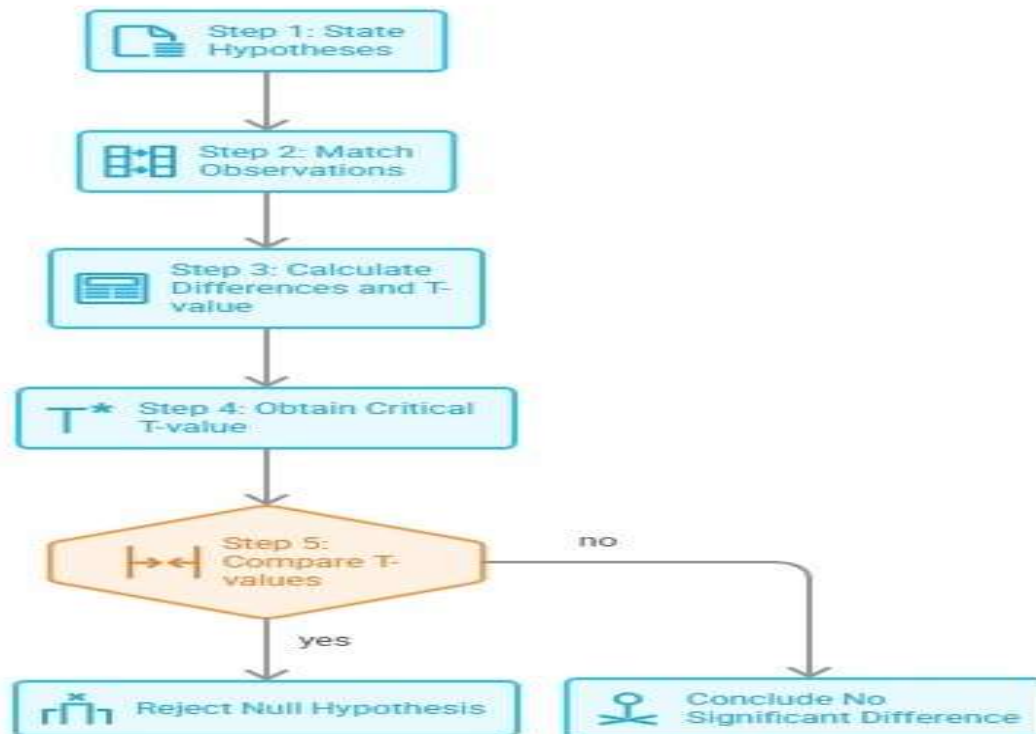 Step 1: State
Hypotheses
Step 2: Match
Observations
Step 3: Calculate
Differences and T-
value
T* Step 4: Obtain Critical
T-value
Step 5:
Compare T-
values
no
yes
Reject Null Hypothesis
Conclude No
Significant Difference